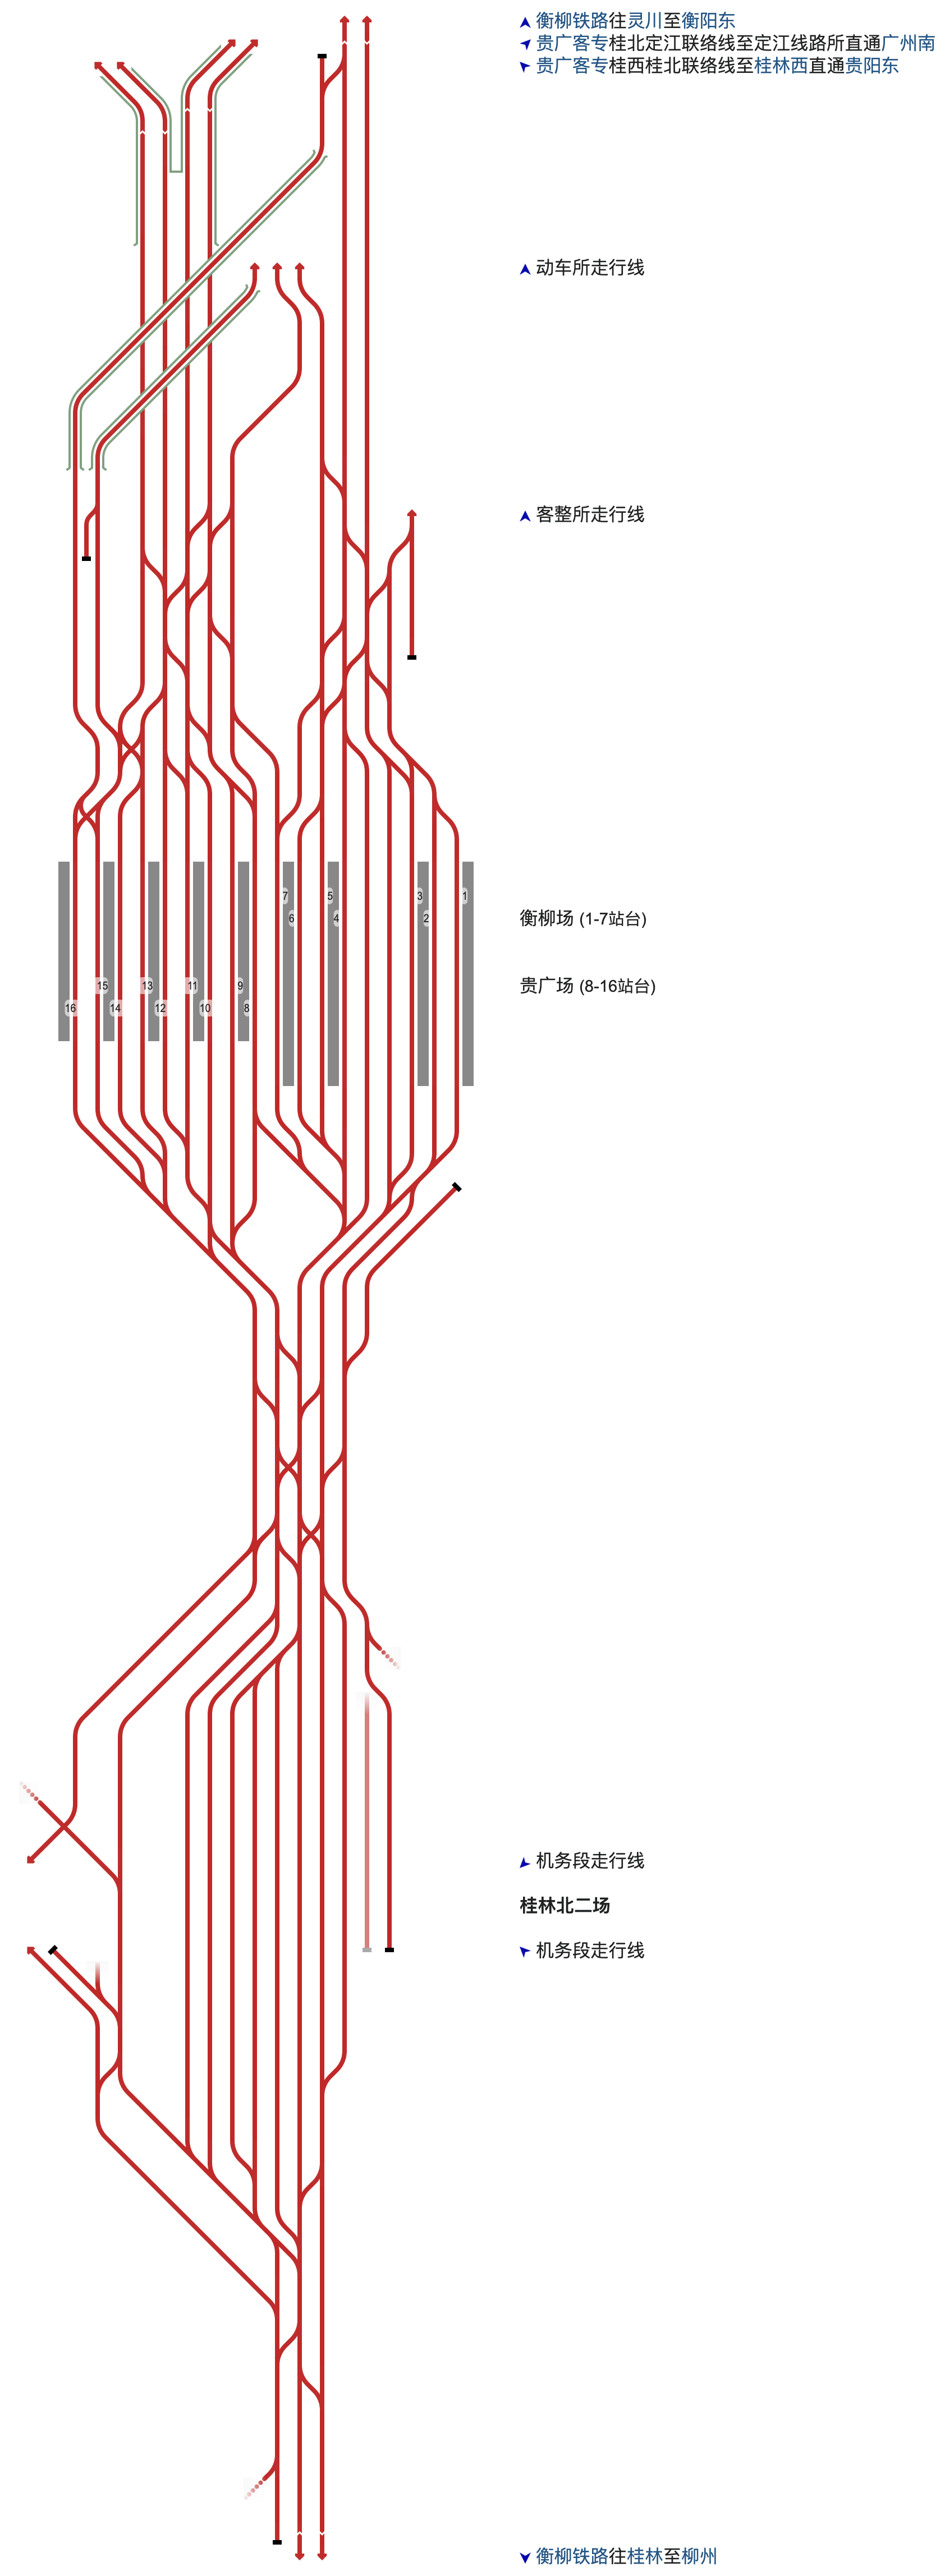 衡柳铁路往灵川至衡阳东
贵广客专桂北定江联络线至定江线路所直通广州南
贵广客专桂西桂北联络线至桂林西直通贵阳东
动车所走行线
客整所走行线
7 5 3 1
6 4 2
衡柳场 (1-7站台)
15 13 11 9
贵广场 (8-16站台)
16 14 12 10 8
机务段走行线
桂林北二场
机务段走行线
衡柳铁路往桂林至柳州